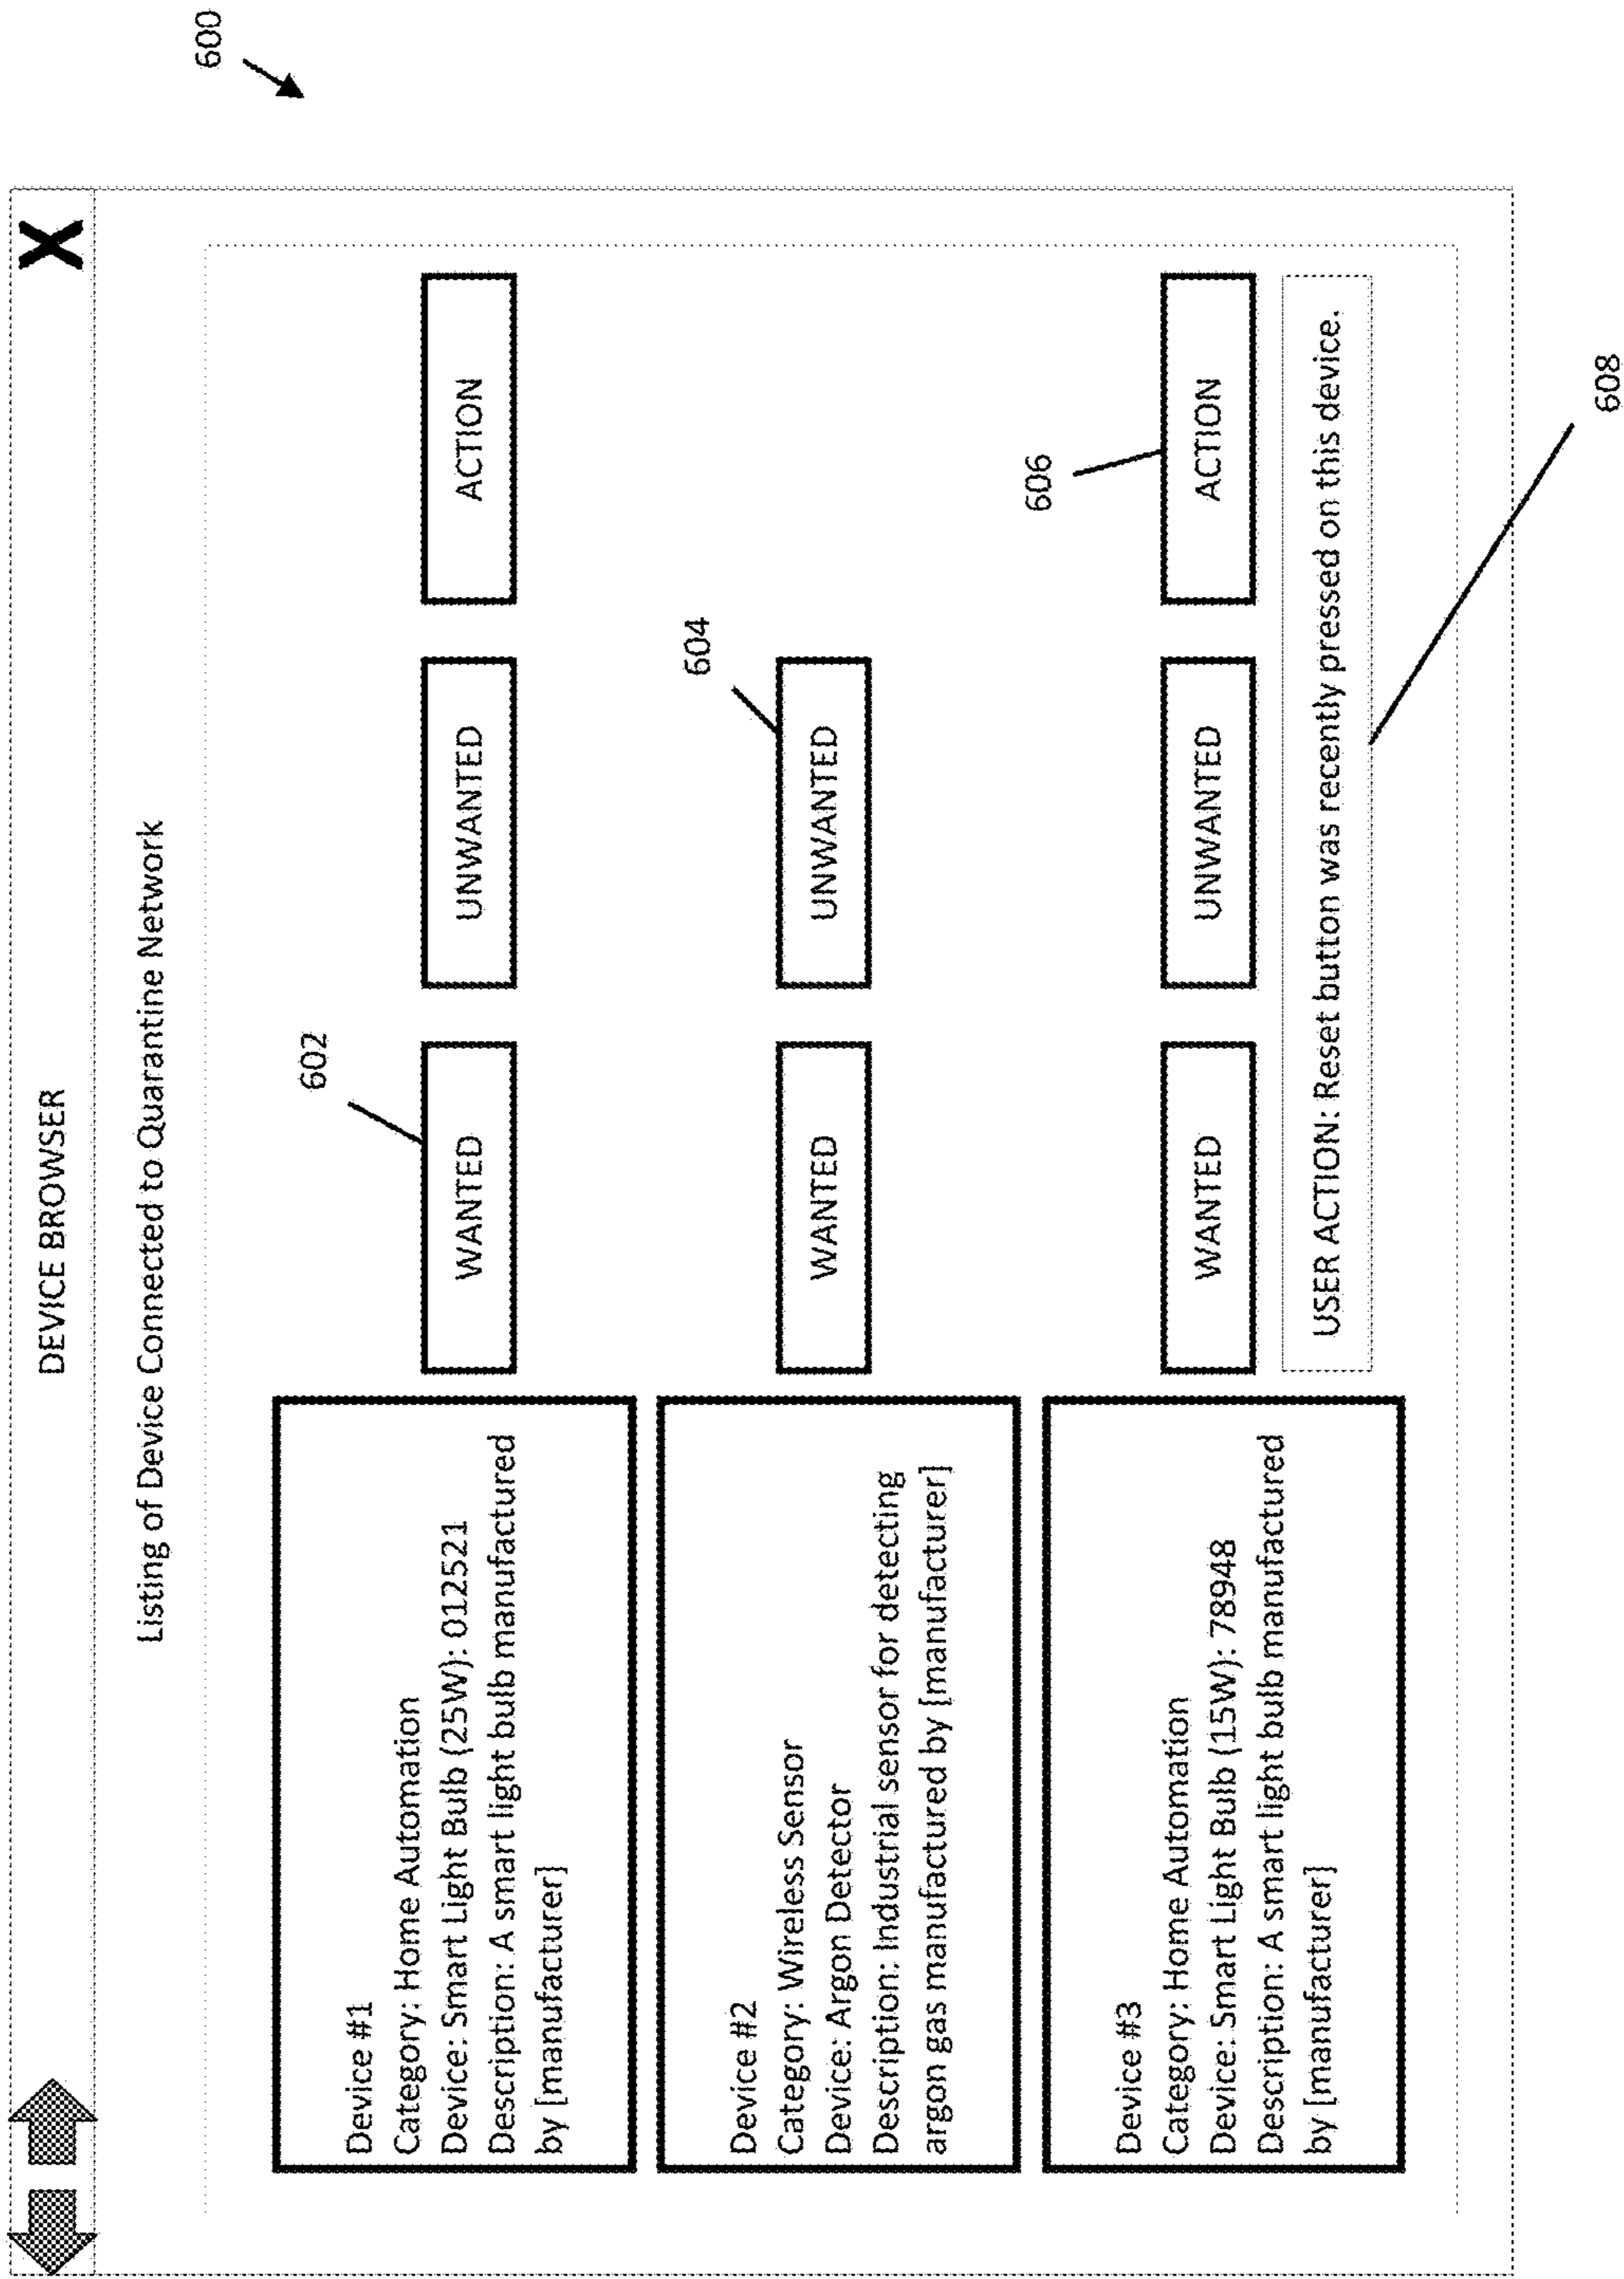 600
DEVICE BROWSER
X
Listing of Device Connected to Quarantine Network
Device #1
Category: Home Automation
Device: Smart Light Bulb (25W): 012521
Description: A smart light bulb manufactured
by [manufacturer]
602
WANTED
UNWANTED
ACTION
Device #2
Category: Wireless Sensor
Device: Argon Detector
Description: Industrial sensor for detecting
argon gas manufactured by [manufacturer]
WANTED
604
UNWANTED
Device #3
Category: Home Automation
Device: Smart Light Bulb (15W): 78948
Description: A smart light bulb manufactured
by [manufacturer]
WANTED
UNWANTED
606
ACTION
USER ACTION: Reset button was recently pressed on this device.
608